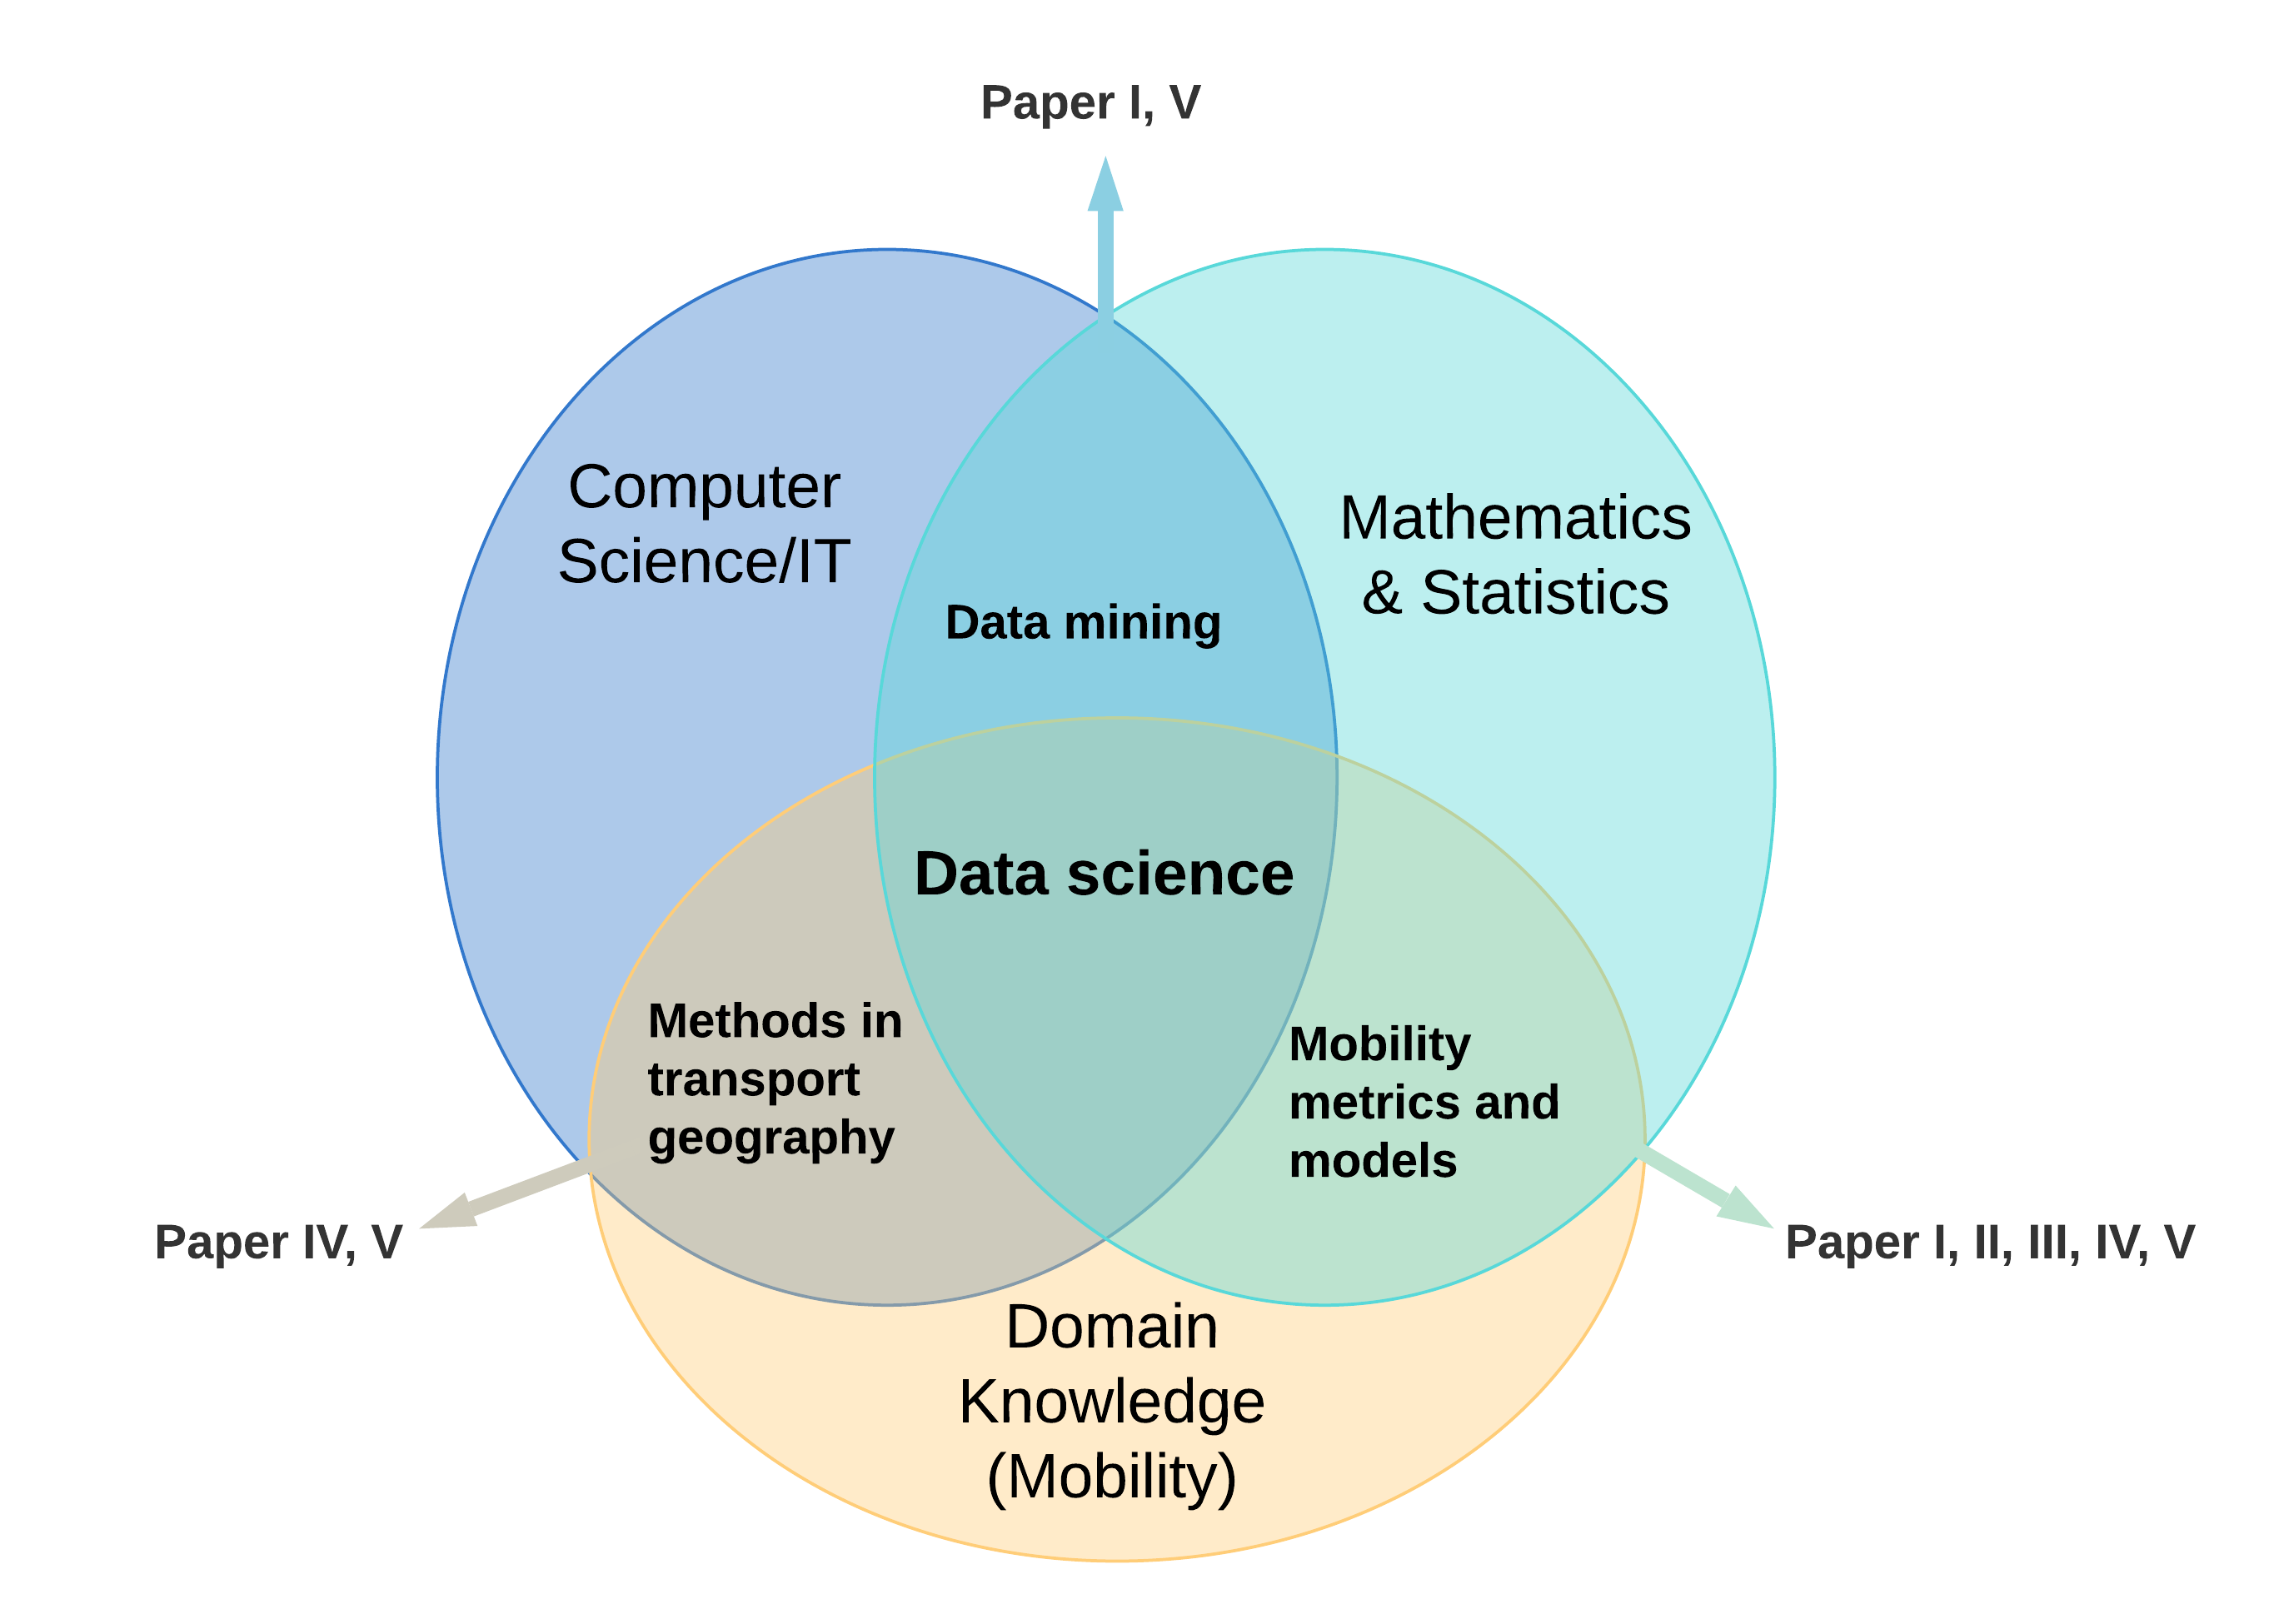 Paper I, V
Computer
Science/IT
Mathematics
& Statistics
Data mining
Data science
Methods in
transport
geography
Mobility
metrics and
models
Paper IV, V
Paper I, II, III, IV, V
Domain
Knowledge
(Mobility)